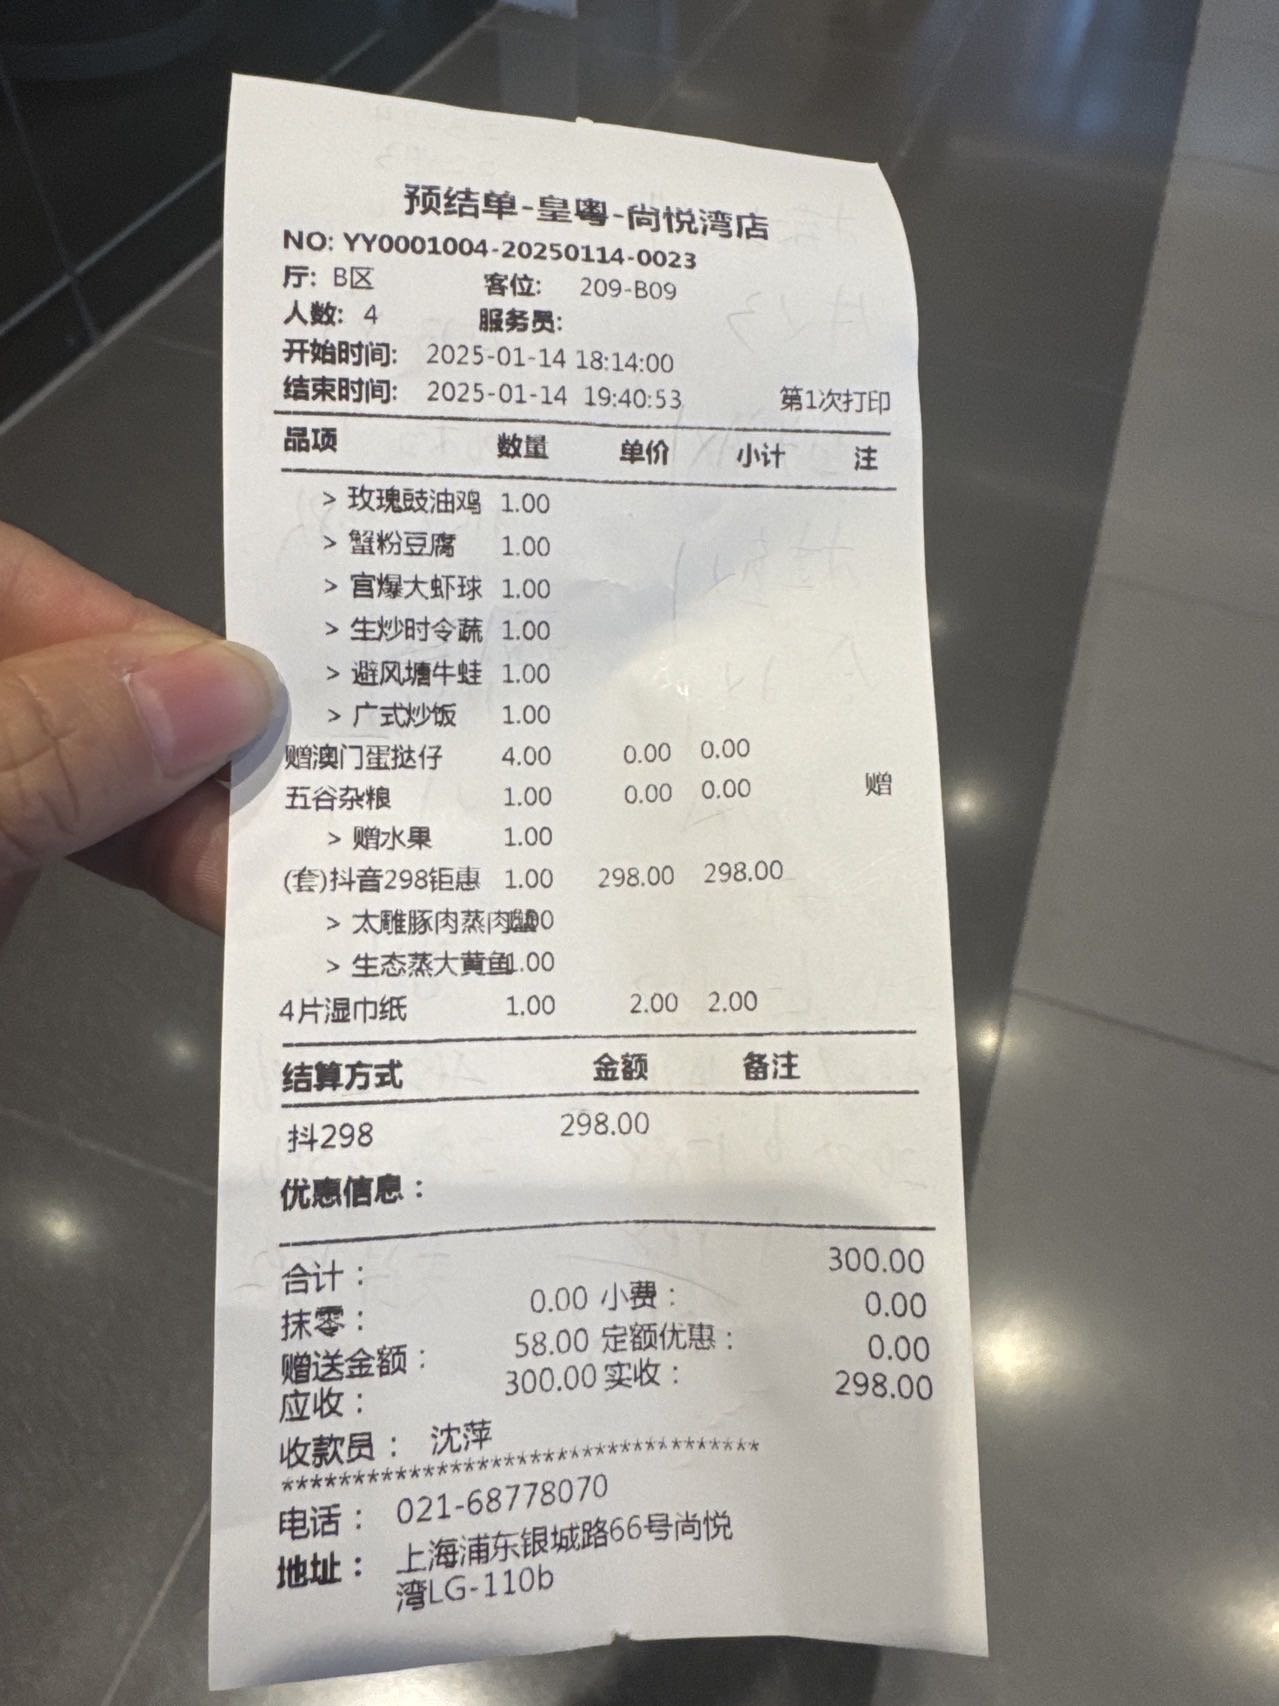 预结单-皇粤-尚悦湾店
NO: YY0001004-20250114-0023
厅: B区 客位: 209-B09
人数: 4 服务员:
开始时间: 2025-01-14 18:14:00
结束时间: 2025-01-14 19:40:53 第1次打印
品项 数量 单价 小计 注
> 玫瑰豉油鸡 1.00
> 蟹粉豆腐 1.00
> 宫爆大虾球 1.00
> 生炒时令蔬 1.00
> 避风塘牛蛙 1.00
> 广式炒饭 1.00
赠澳门蛋挞仔 4.00 0.00 0.00
五谷杂粮 1.00 0.00 0.00 赠
> 赠水果 1.00
(套)抖音298钜惠 1.00 298.00 298.00
> 太雕豚肉蒸肉蟹1.00
> 生态蒸大黄鱼1.00
4片湿巾纸 1.00 2.00 2.00
结算方式 金额 备注
抖298 298.00
优惠信息：
合计： 300.00
抹零： 0.00 小费： 0.00
赠送金额： 58.00 定额优惠： 0.00
应收： 300.00 实收： 298.00
收款员： 沈萍
************************************
电话： 021-68778070
地址： 上海浦东银城路66号尚悦
湾LG-110b